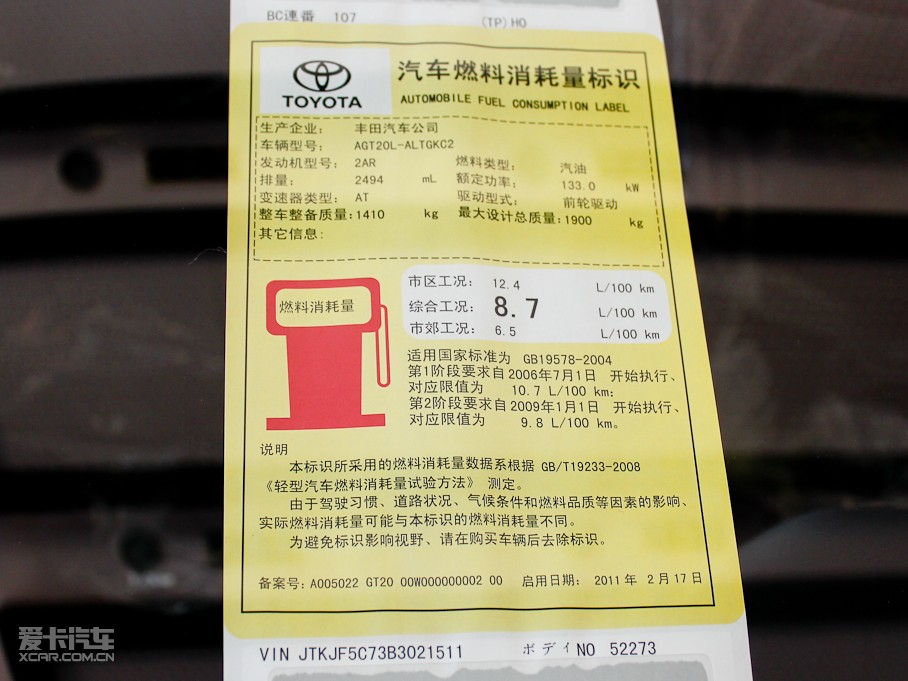 BC連番 107 (TP)HO
TOYOTA
汽车燃料消耗量标识
AUTOMOBILE FUEL CONSUMPTION LABEL
生产企业: 丰田汽车公司
车辆型号: AGT20L-ALTGKC2
发动机型号: 2AR 燃料类型: 汽油
排量: 2494 mL 额定功率: 133.0 kW
变速器类型: AT 驱动型式: 前轮驱动
整车整备质量:1410 kg 最大设计总质量:1900 kg
其它信息:
燃料消耗量
市区工况: 12.4 L/100 km
综合工况: 8.7 L/100 km
市郊工况: 6.5 L/100 km
适用国家标准为 GB19578-2004
第1阶段要求自2006年7月1日 开始执行、
对应限值为 10.7 L/100 km;
第2阶段要求自2009年1月1日 开始执行、
对应限值为 9.8 L/100 km。
说明
本标识所采用的燃料消耗量数据系根据 GB/T19233-2008
《轻型汽车燃料消耗量试验方法》 测定。
由于驾驶习惯、道路状况、气候条件和燃料品质等因素的影响、
实际燃料消耗量可能与本标识的燃料消耗量不同。
为避免标识影响视野、请在购买车辆后去除标识。
备案号: A005022 GT20 00W000000002 00 启用日期: 2011年 2月17日
VIN JTKJF5C73B3021511 ボディNO 52273
爱卡汽车
XCAR.COM.CN